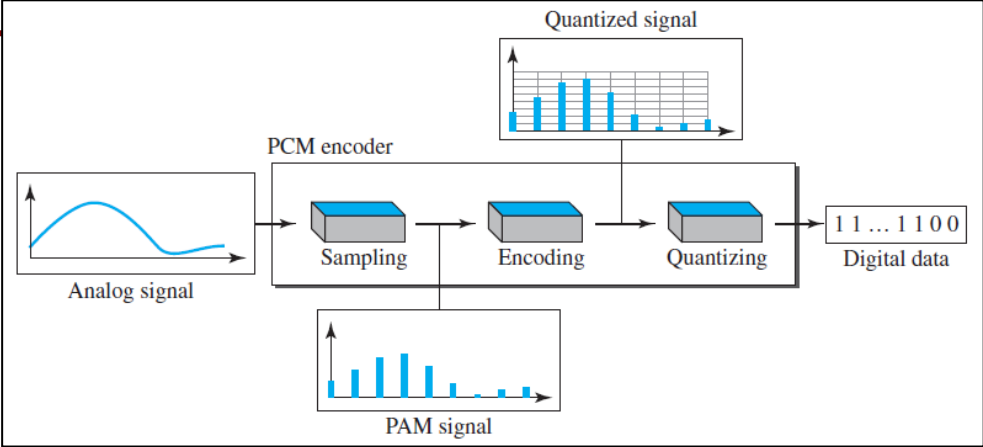 Quantized signal
PCM encoder
Sampling
Encoding
Quantizing
1 1 ... 1 1 0 0
Digital data
Analog signal
PAM signal